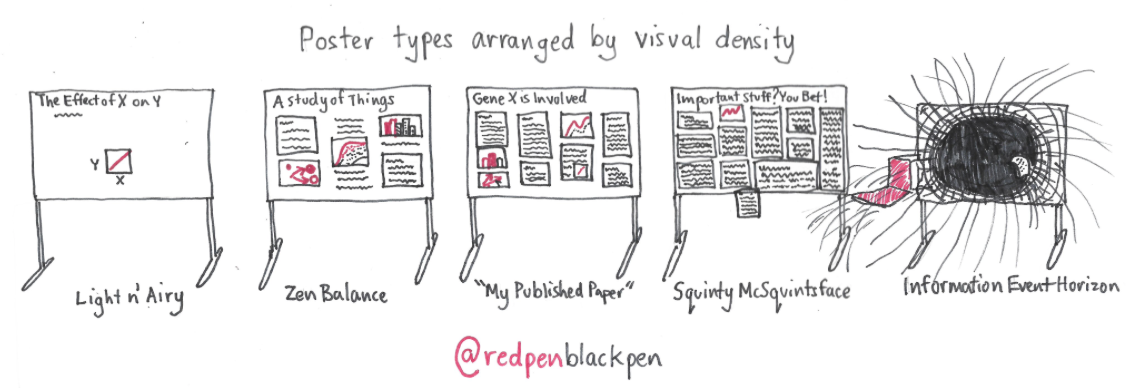 Poster types arranged by visual density
The Effect of X on Y
Y
X
A study of Things
Gene X is Involved
Important Stuff? You Bet!
Light n' Airy
Zen Balance
"My Published Paper"
Squinty McSquintsface
Information Event Horizon
@redpenblackpen